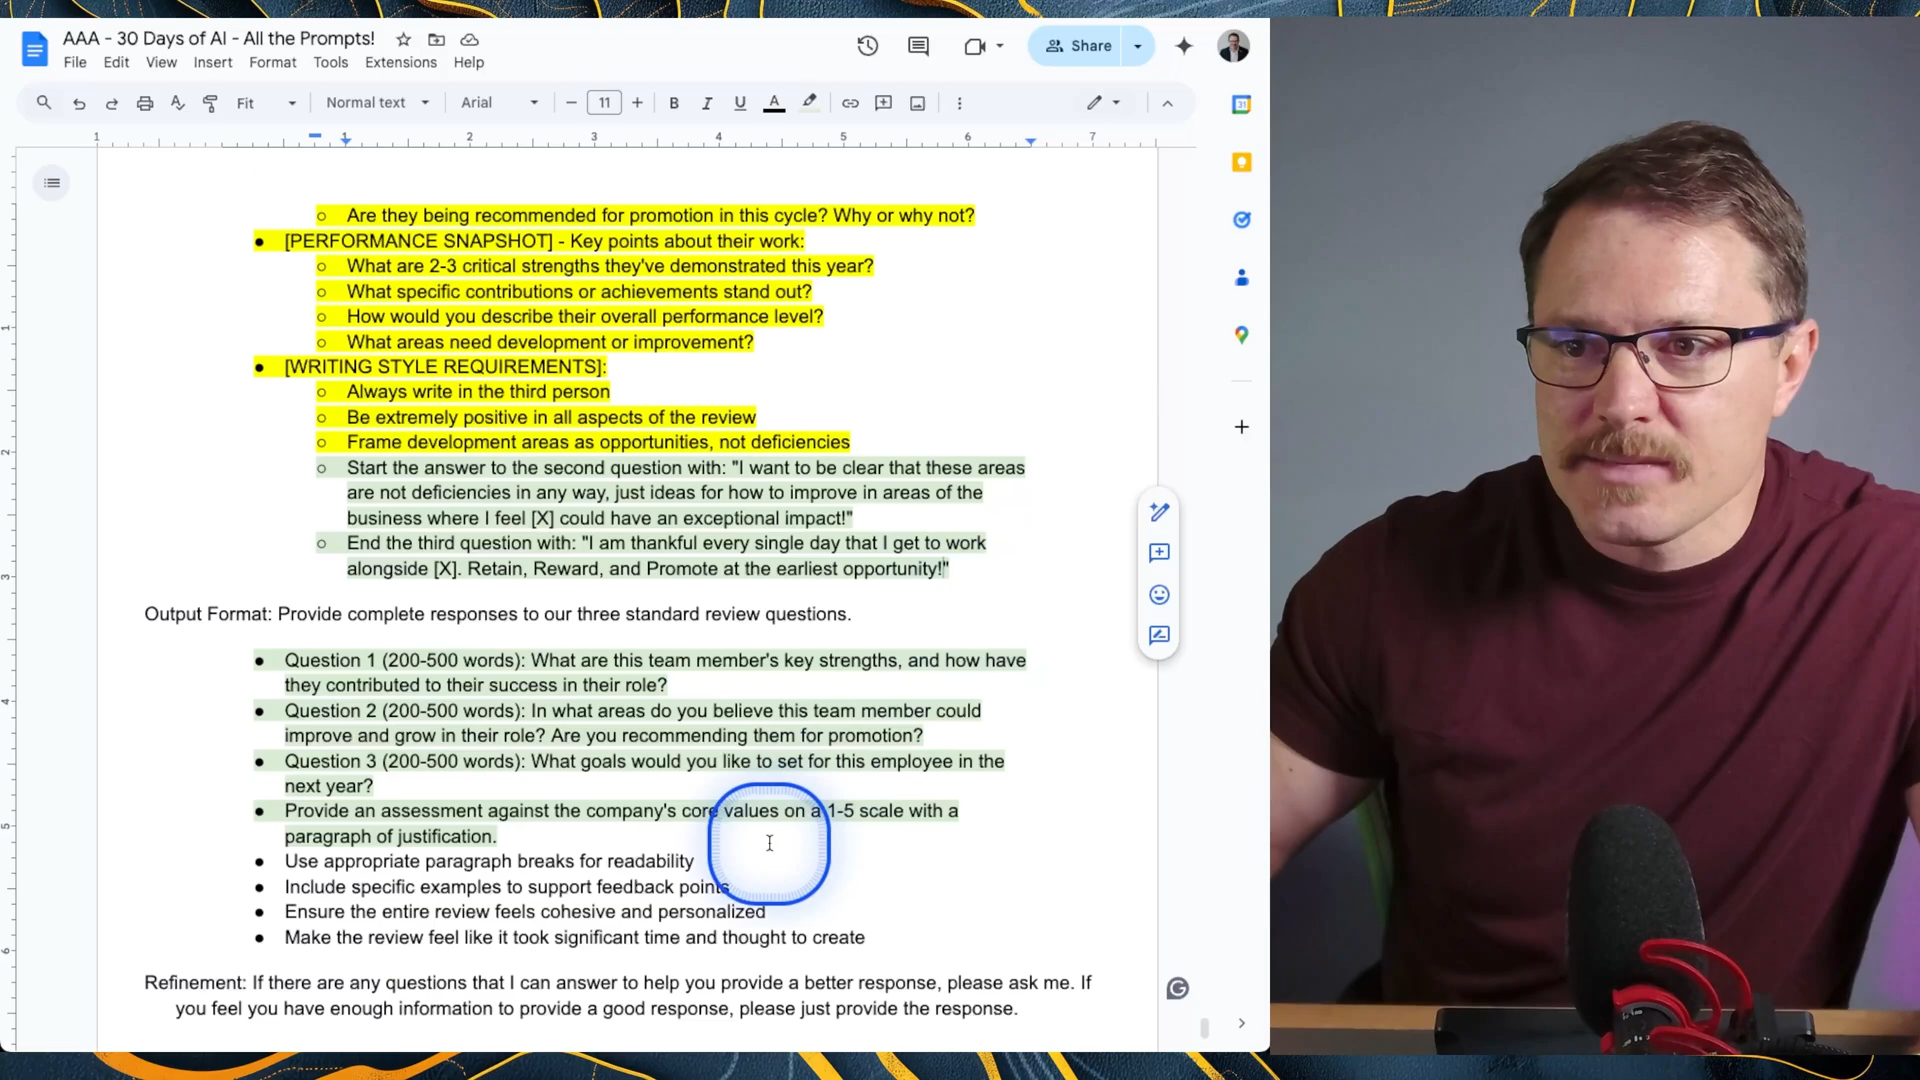 AAA - 30 Days of AI - All the Prompts!
File Edit View Insert Format Tools Extensions Help
Share
Fit
Normal text
Arial
11
1 1 2 3 4 5 6 7
○ Are they being recommended for promotion in this cycle? Why or why not?
● [PERFORMANCE SNAPSHOT] - Key points about their work:
○ What are 2-3 critical strengths they've demonstrated this year?
○ What specific contributions or achievements stand out?
○ How would you describe their overall performance level?
○ What areas need development or improvement?
● [WRITING STYLE REQUIREMENTS]:
○ Always write in the third person
○ Be extremely positive in all aspects of the review
○ Frame development areas as opportunities, not deficiencies
○ Start the answer to the second question with: "I want to be clear that these areas
are not deficiencies in any way, just ideas for how to improve in areas of the
business where I feel [X] could have an exceptional impact!"
○ End the third question with: "I am thankful every single day that I get to work
alongside [X]. Retain, Reward, and Promote at the earliest opportunity!"
Output Format: Provide complete responses to our three standard review questions.
● Question 1 (200-500 words): What are this team member's key strengths, and how have
they contributed to their success in their role?
● Question 2 (200-500 words): In what areas do you believe this team member could
improve and grow in their role? Are you recommending them for promotion?
● Question 3 (200-500 words): What goals would you like to set for this employee in the
next year?
● Provide an assessment against the company's core values on a 1-5 scale with a
paragraph of justification.
● Use appropriate paragraph breaks for readability
● Include specific examples to support feedback points
● Ensure the entire review feels cohesive and personalized
● Make the review feel like it took significant time and thought to create
Refinement: If there are any questions that I can answer to help you provide a better response, please ask me. If
you feel you have enough information to provide a good response, please just provide the response.
1
2
3
4
5
6
31